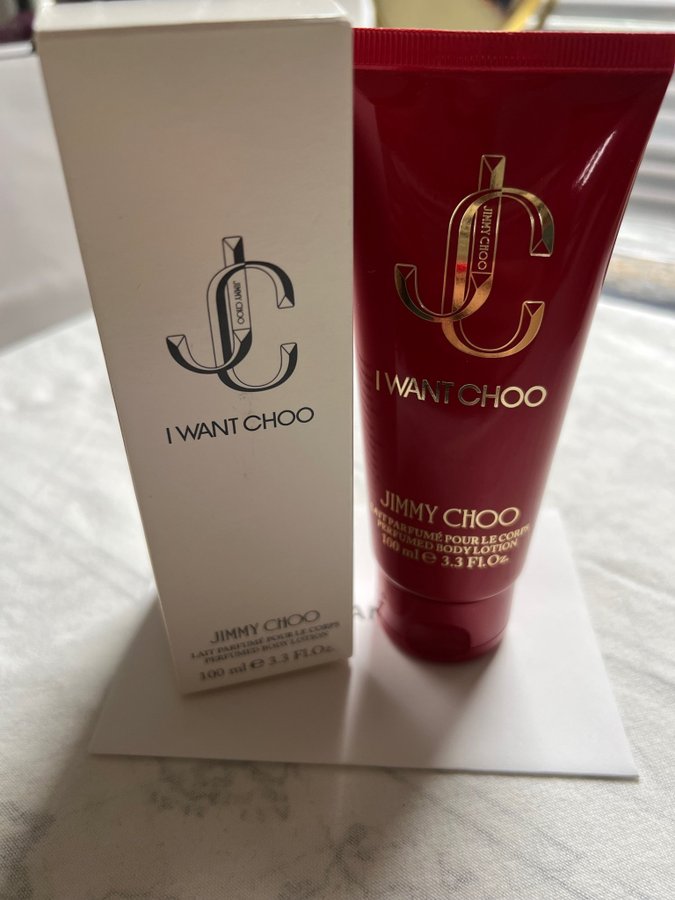 JC
JIMMY CHOO
I WANT CHOO
JIMMY CHOO
LAIT PARFUMÉ POUR LE CORPS
PERFUMED BODY LOTION
100 ml ℮ 3.3 Fl.Oz.
JC
JIMMY CHOO
I WANT CHOO
JIMMY CHOO
LAIT PARFUMÉ POUR LE CORPS
PERFUMED BODY LOTION
100 ml ℮ 3.3 Fl.Oz.